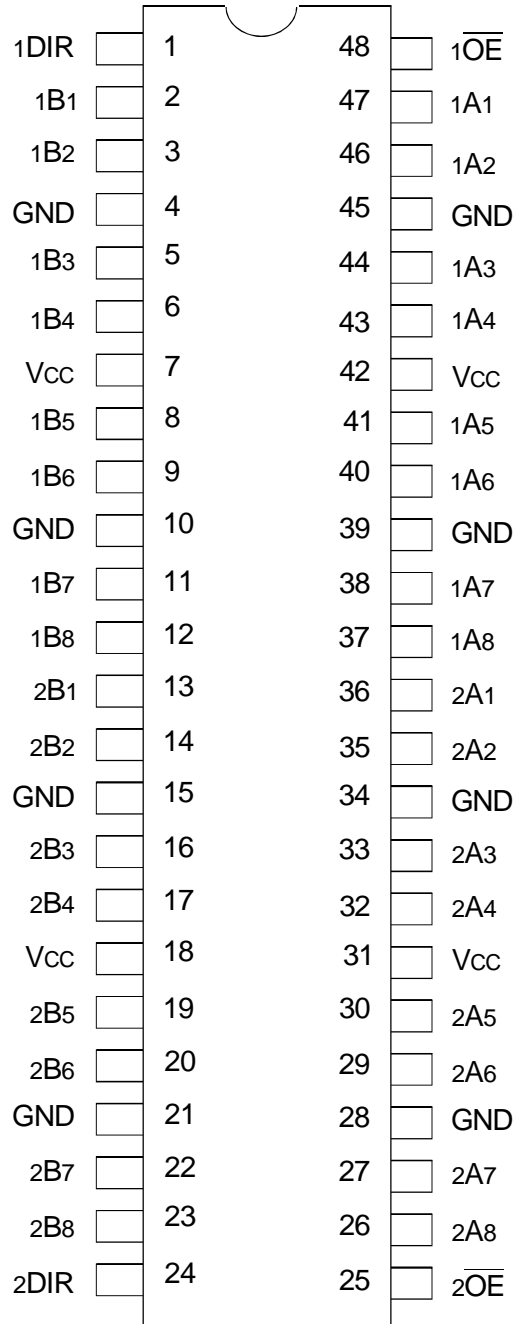 1DIR 1 48 1O̅E̅
1B1 2 47 1A1
1B2 3 46 1A2
GND 4 45 GND
1B3 5 44 1A3
1B4 6 43 1A4
VCC 7 42 VCC
1B5 8 41 1A5
1B6 9 40 1A6
GND 10 39 GND
1B7 11 38 1A7
1B8 12 37 1A8
2B1 13 36 2A1
2B2 14 35 2A2
GND 15 34 GND
2B3 16 33 2A3
2B4 17 32 2A4
VCC 18 31 VCC
2B5 19 30 2A5
2B6 20 29 2A6
GND 21 28 GND
2B7 22 27 2A7
2B8 23 26 2A8
2DIR 24 25 2O̅E̅